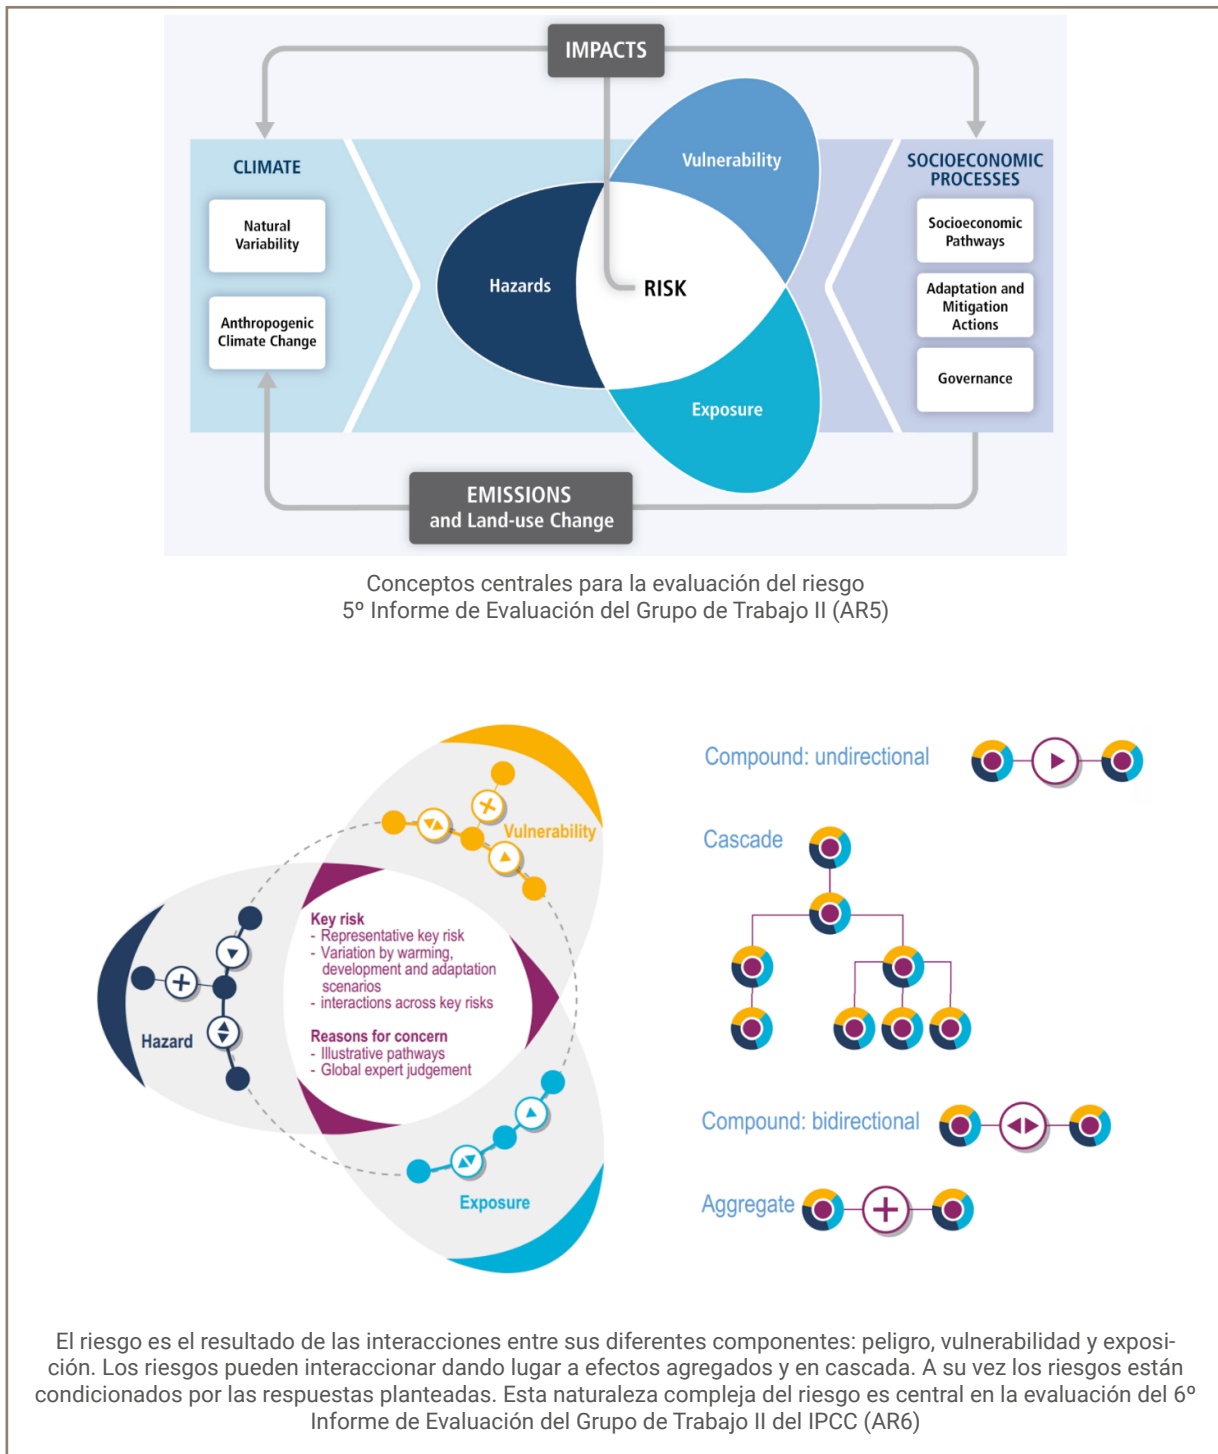 IMPACTS
CLIMATE
Natural
Variability
Anthropogenic
Climate Change
Vulnerability
Hazards
RISK
Exposure
SOCIOECONOMIC
PROCESSES
Socioeconomic
Pathways
Adaptation and
Mitigation
Actions
Governance
EMISSIONS
and Land-use Change
Conceptos centrales para la evaluación del riesgo
5º Informe de Evaluación del Grupo de Trabajo II (AR5)
Vulnerability
Hazard
Key risk
- Representative key risk
- Variation by warming,
development and adaptation
scenarios
- interactions across key risks
Reasons for concern
- Illustrative pathways
- Global expert judgement
Exposure
Compound: undirectional
Cascade
Compound: bidirectional
Aggregate
El riesgo es el resultado de las interacciones entre sus diferentes componentes: peligro, vulnerabilidad y exposi-
ción. Los riesgos pueden interaccionar dando lugar a efectos agregados y en cascada. A su vez los riesgos están
condicionados por las respuestas planteadas. Esta naturaleza compleja del riesgo es central en la evaluación del 6º
Informe de Evaluación del Grupo de Trabajo II del IPCC (AR6)